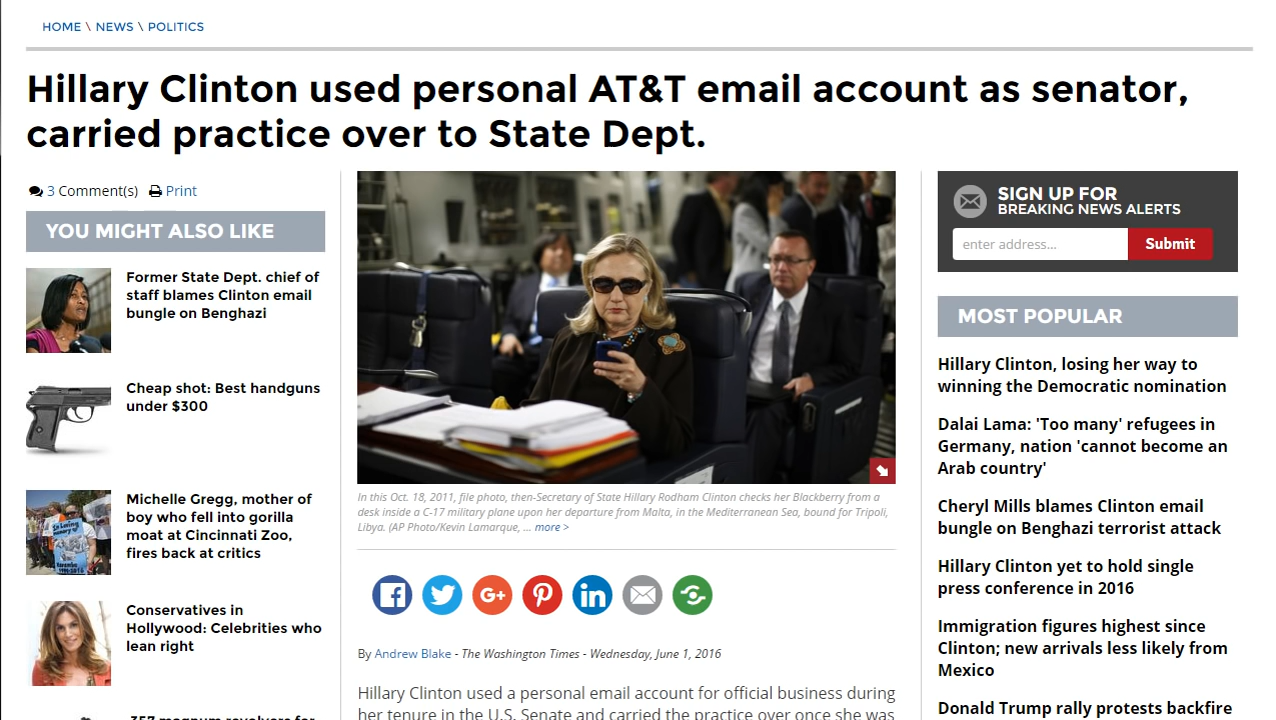 HOME \ NEWS \ POLITICS
Hillary Clinton used personal AT&T email account as senator,
carried practice over to State Dept.
3 Comment(s) Print
YOU MIGHT ALSO LIKE
Former State Dept. chief of
staff blames Clinton email
bungle on Benghazi
Cheap shot: Best handguns
under $300
Michelle Gregg, mother of
boy who fell into gorilla
moat at Cincinnati Zoo,
fires back at critics
Conservatives in
Hollywood: Celebrities who
lean right
.357 magnum revolvers for
In this Oct. 18, 2011, file photo, then-Secretary of State Hillary Rodham Clinton checks her Blackberry from a
desk inside a C-17 military plane upon her departure from Malta, in the Mediterranean Sea, bound for Tripoli,
Libya. (AP Photo/Kevin Lamarque, ... more >
By Andrew Blake - The Washington Times - Wednesday, June 1, 2016
Hillary Clinton used a personal email account for official business during
her tenure in the U.S. Senate and carried the practice over once she was
SIGN UP FOR
BREAKING NEWS ALERTS
enter address... Submit
MOST POPULAR
Hillary Clinton, losing her way to
winning the Democratic nomination
Dalai Lama: 'Too many' refugees in
Germany, nation 'cannot become an
Arab country'
Cheryl Mills blames Clinton email
bungle on Benghazi terrorist attack
Hillary Clinton yet to hold single
press conference in 2016
Immigration figures highest since
Clinton; new arrivals less likely from
Mexico
Donald Trump rally protests backfire